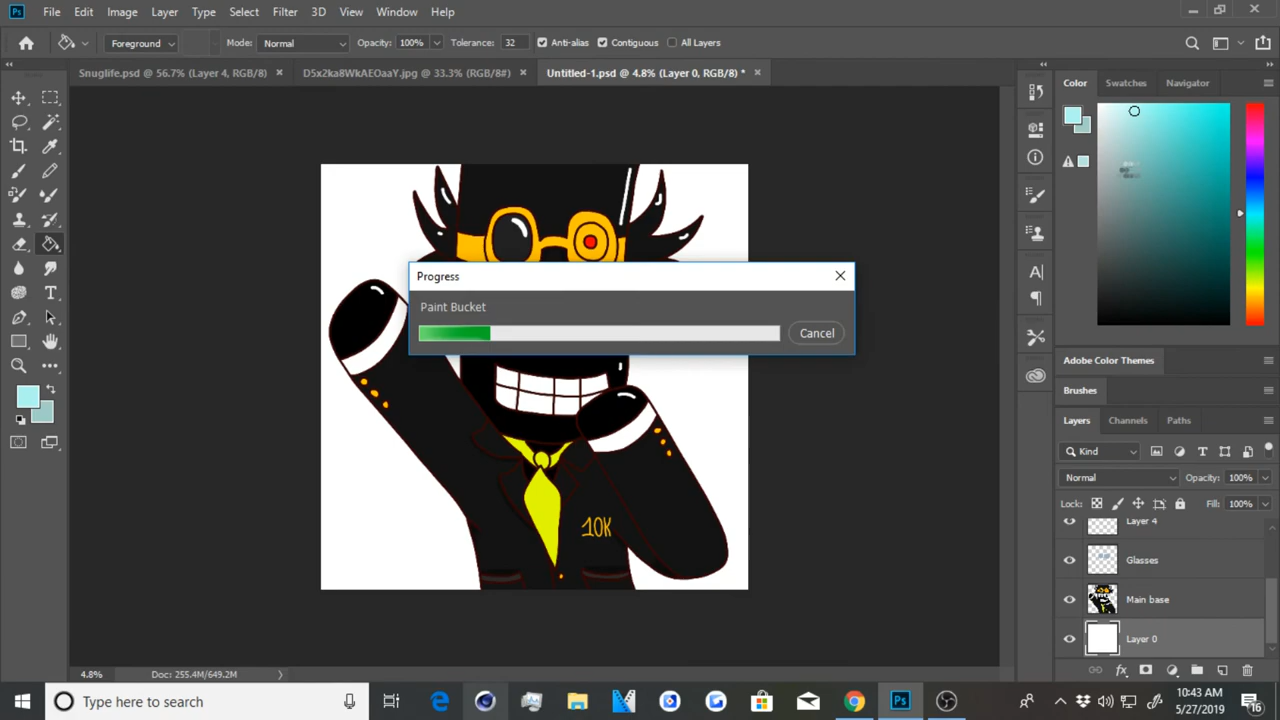 Ps File Edit Image Layer Type Select Filter 3D View Window Help
Foreground Mode: Normal Opacity: 100% Tolerance: 32 Anti-alias Contiguous All Layers
Snuglife.psd @ 56.7% (Layer 4, RGB/8) D5x2ka8WkAEOaaY.jpg @ 33.3% (RGB/8#) Untitled-1.psd @ 4.8% (Layer 0, RGB/8) *
Color Swatches Navigator
Progress
Paint Bucket
Cancel
10K
Adobe Color Themes
Brushes
Layers Channels Paths
Kind
Normal Opacity: 100%
Lock: Fill: 100%
Layer 4
Glasses
Main base
Layer 0
4.8% Doc: 255.4M/649.2M
Type here to search
Ps
10:43 AM
5/27/2019
16